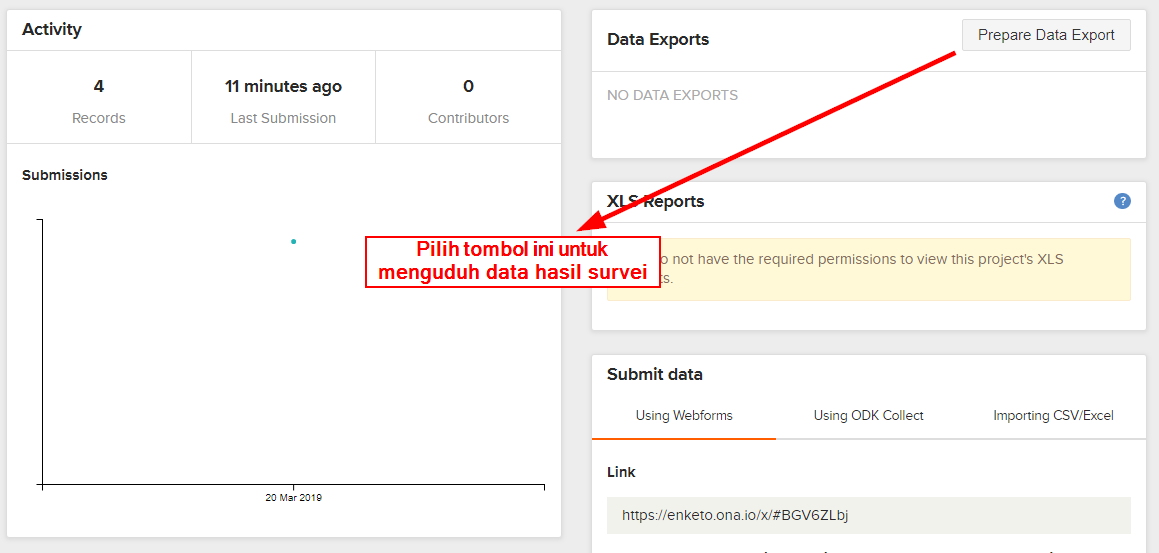 Activity
4
Records
11 minutes ago
Last Submission
0
Contributors
Submissions
20 Mar 2019
Data Exports
Prepare Data Export
NO DATA EXPORTS
XLS Reports
?
Pilih tombol ini untuk
menguduh data hasil survei
not have the required permissions to view this project's XLS
Submit data
Using Webforms
Using ODK Collect
Importing CSV/Excel
Link
https://enketo.ona.io/x/#BGV6ZLbj